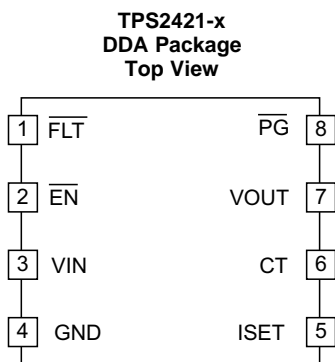 TPS2421-x
DDA Package
Top View
1 FLT PG 8
2 EN VOUT 7
3 VIN CT 6
4 GND ISET 5